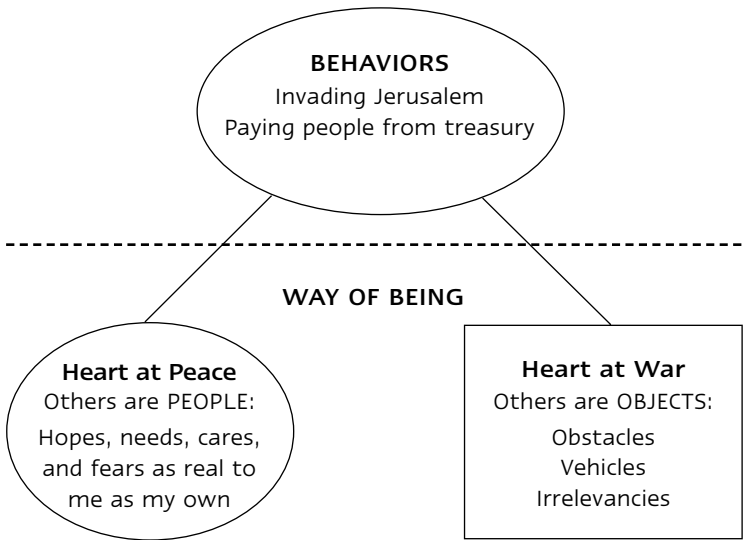 BEHAVIORS
Invading Jerusalem
Paying people from treasury
WAY OF BEING
Heart at Peace
Others are PEOPLE:
Hopes, needs, cares,
and fears as real to
me as my own
Heart at War
Others are OBJECTS:
Obstacles
Vehicles
Irrelevancies